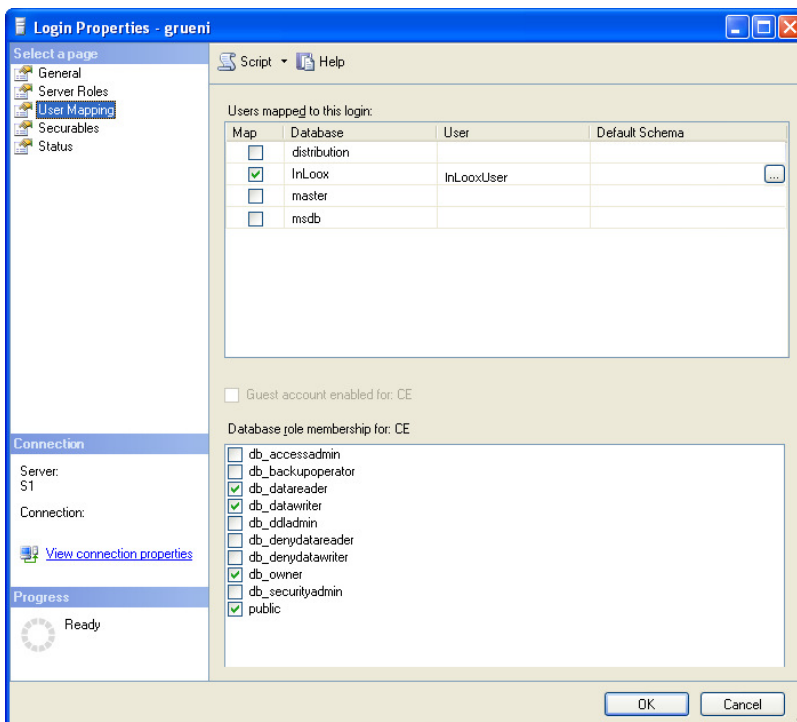 Login Properties - grueni
Select a page
General
Server Roles
User Mapping
Securables
Status
Script Help
Users mapped to this login:
Map Database User Default Schema
distribution
InLoox InLooxUser ...
master
msdb
Guest account enabled for: CE
Database role membership for: CE
db_accessadmin
db_backupoperator
db_datareader
db_datawriter
db_ddladmin
db_denydatareader
db_denydatawriter
db_owner
db_securityadmin
public
Connection
Server:
S1
Connection:
View connection properties
Progress
Ready
OK Cancel